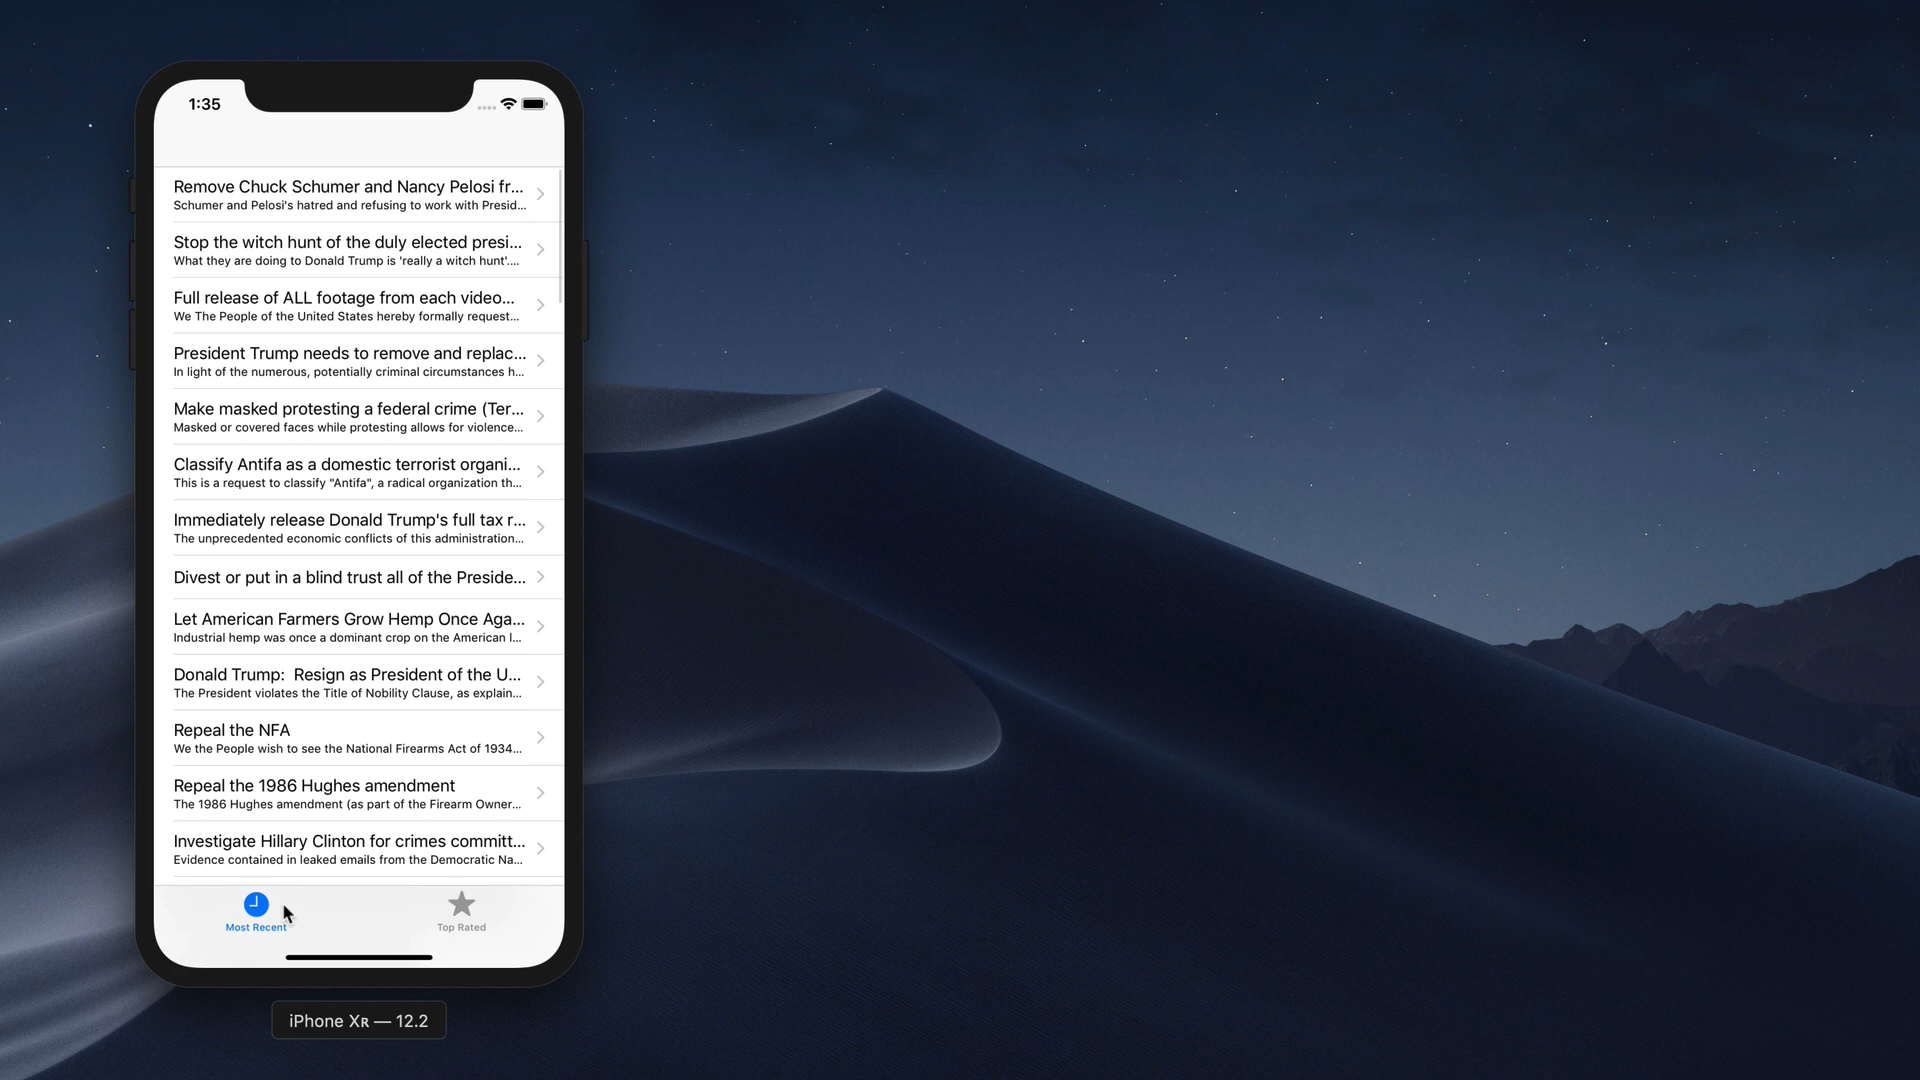 1:35
Remove Chuck Schumer and Nancy Pelosi fr...
Schumer and Pelosi's hatred and refusing to work with Presid...
Stop the witch hunt of the duly elected presi...
What they are doing to Donald Trump is 'really a witch hunt'....
Full release of ALL footage from each video...
We The People of the United States hereby formally request...
President Trump needs to remove and replac...
In light of the numerous, potentially criminal circumstances h...
Make masked protesting a federal crime (Ter...
Masked or covered faces while protesting allows for violence...
Classify Antifa as a domestic terrorist organi...
This is a request to classify "Antifa", a radical organization th...
Immediately release Donald Trump's full tax r...
The unprecedented economic conflicts of this administration...
Divest or put in a blind trust all of the Preside...
Let American Farmers Grow Hemp Once Aga...
Industrial hemp was once a dominant crop on the American l...
Donald Trump:  Resign as President of the U...
The President violates the Title of Nobility Clause, as explain...
Repeal the NFA
We the People wish to see the National Firearms Act of 1934...
Repeal the 1986 Hughes amendment
The 1986 Hughes amendment (as part of the Firearm Owner...
Investigate Hillary Clinton for crimes committ...
Evidence contained in leaked emails from the Democratic Na...
Most Recent
Top Rated
iPhone Xʀ — 12.2